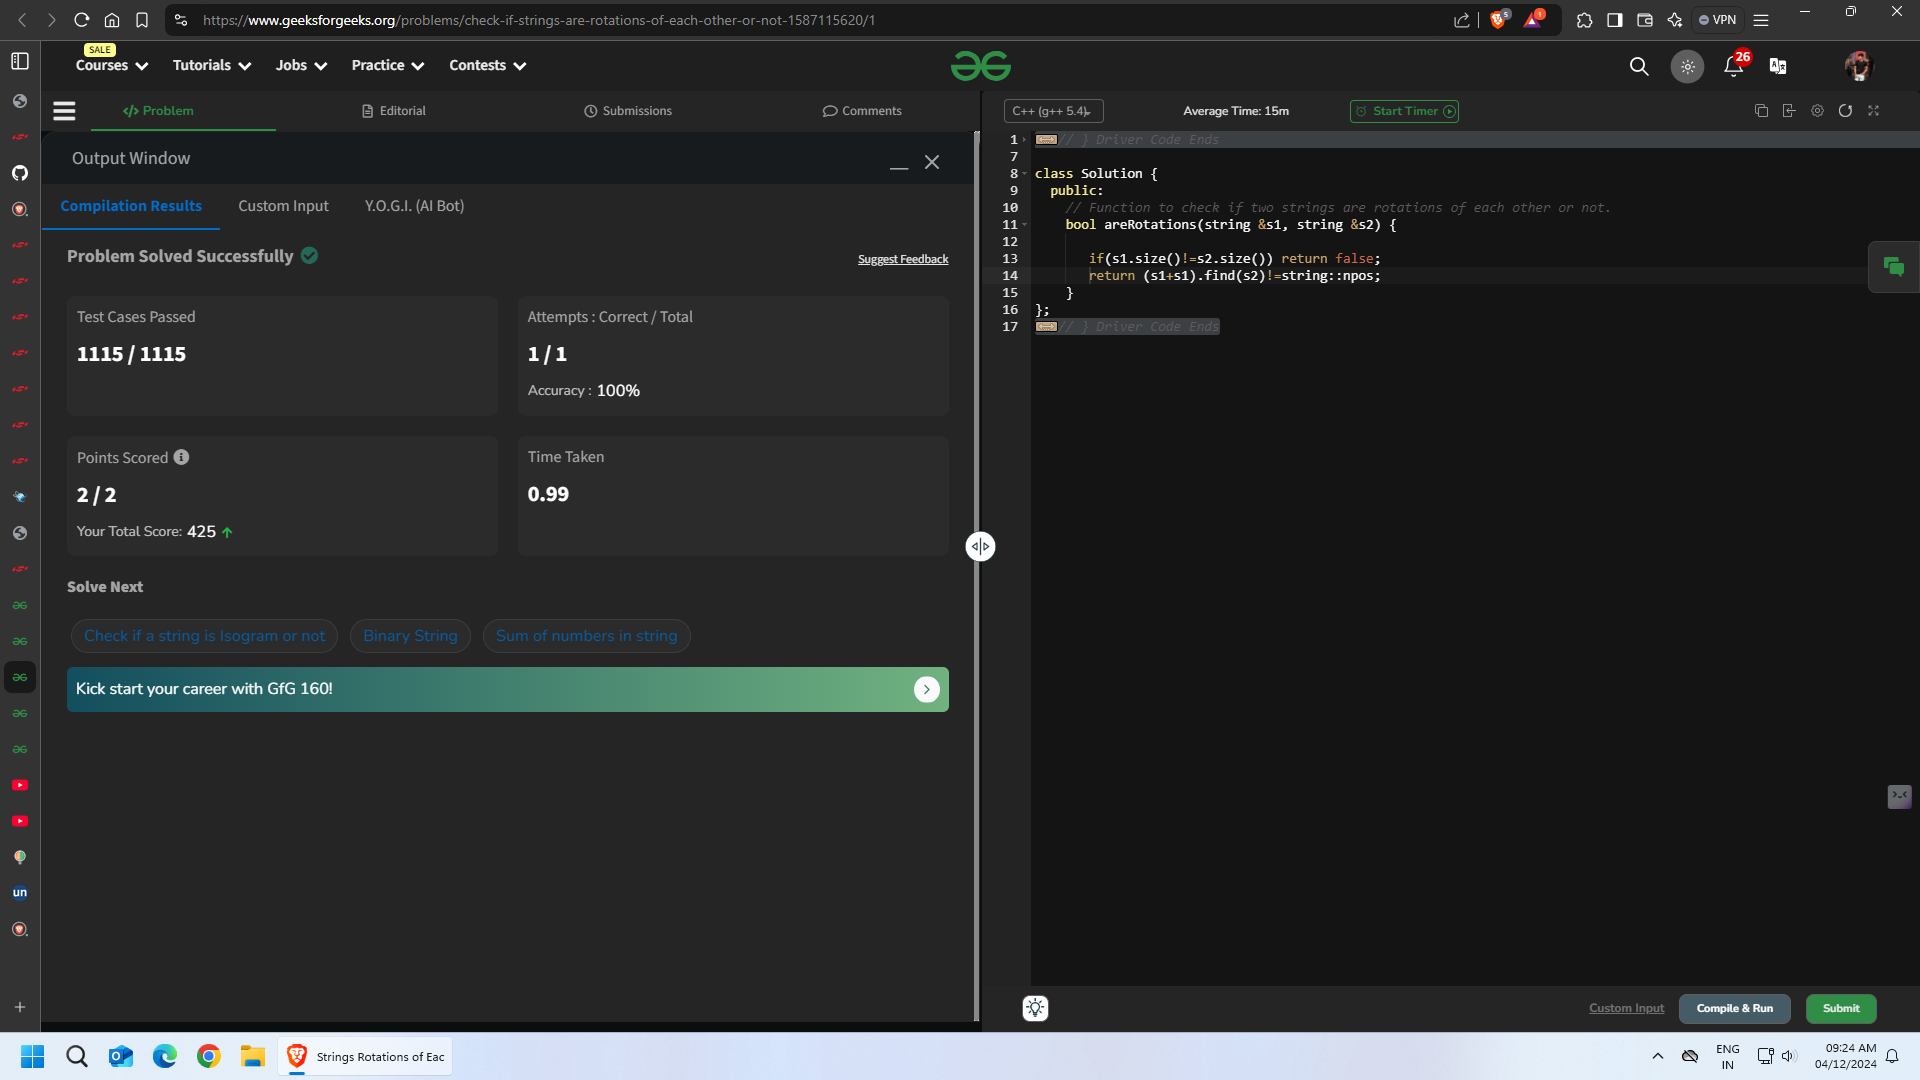 https://www.geeksforgeeks.org/problems/check-if-strings-are-rotations-of-each-other-or-not-1587115620/1
5
1
VPN
SALE
Courses
Tutorials
Jobs
Practice
Contests
26
Problem
Editorial
Submissions
Comments
C++ (g++ 5.4)
Average Time: 15m
Start Timer
Output Window
Compilation Results
Custom Input
Y.O.G.I. (AI Bot)
Problem Solved Successfully
Suggest Feedback
Test Cases Passed
1115 / 1115
Attempts : Correct / Total
1 / 1
Accuracy : 100%
Points Scored
2 / 2
Your Total Score: 425
Time Taken
0.99
Solve Next
Check if a string is Isogram or not
Binary String
Sum of numbers in string
Kick start your career with GfG 160!
1 // } Driver Code Ends
7
8 class Solution {
9 public:
10 // Function to check if two strings are rotations of each other or not.
11 bool areRotations(string &s1, string &s2) {
12
13 if(s1.size()!=s2.size()) return false;
14 return (s1+s1).find(s2)!=string::npos;
15 }
16 };
17 // } Driver Code Ends
un
Custom Input
Compile & Run
Submit
Strings Rotations of Eac
ENG
IN
09:24 AM
04/12/2024